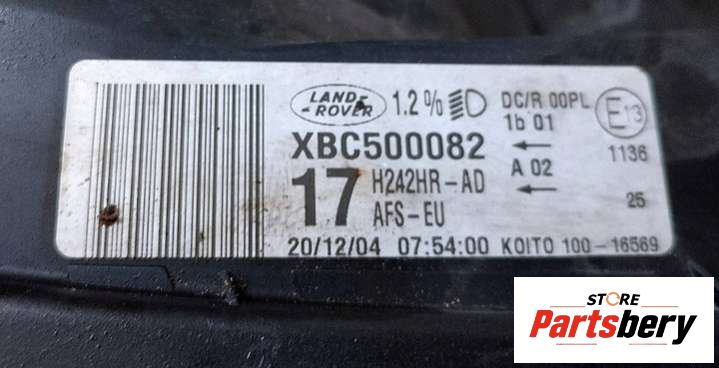 LAND-
-ROVER
1.2%
DC/R 00PL
1b 01
E13
XBC500082
1136
17
H242HR-AD
A 02
AFS-EU
25
20/12/04 07:54:00 KOITO 100-16569
STORE
Partsbery